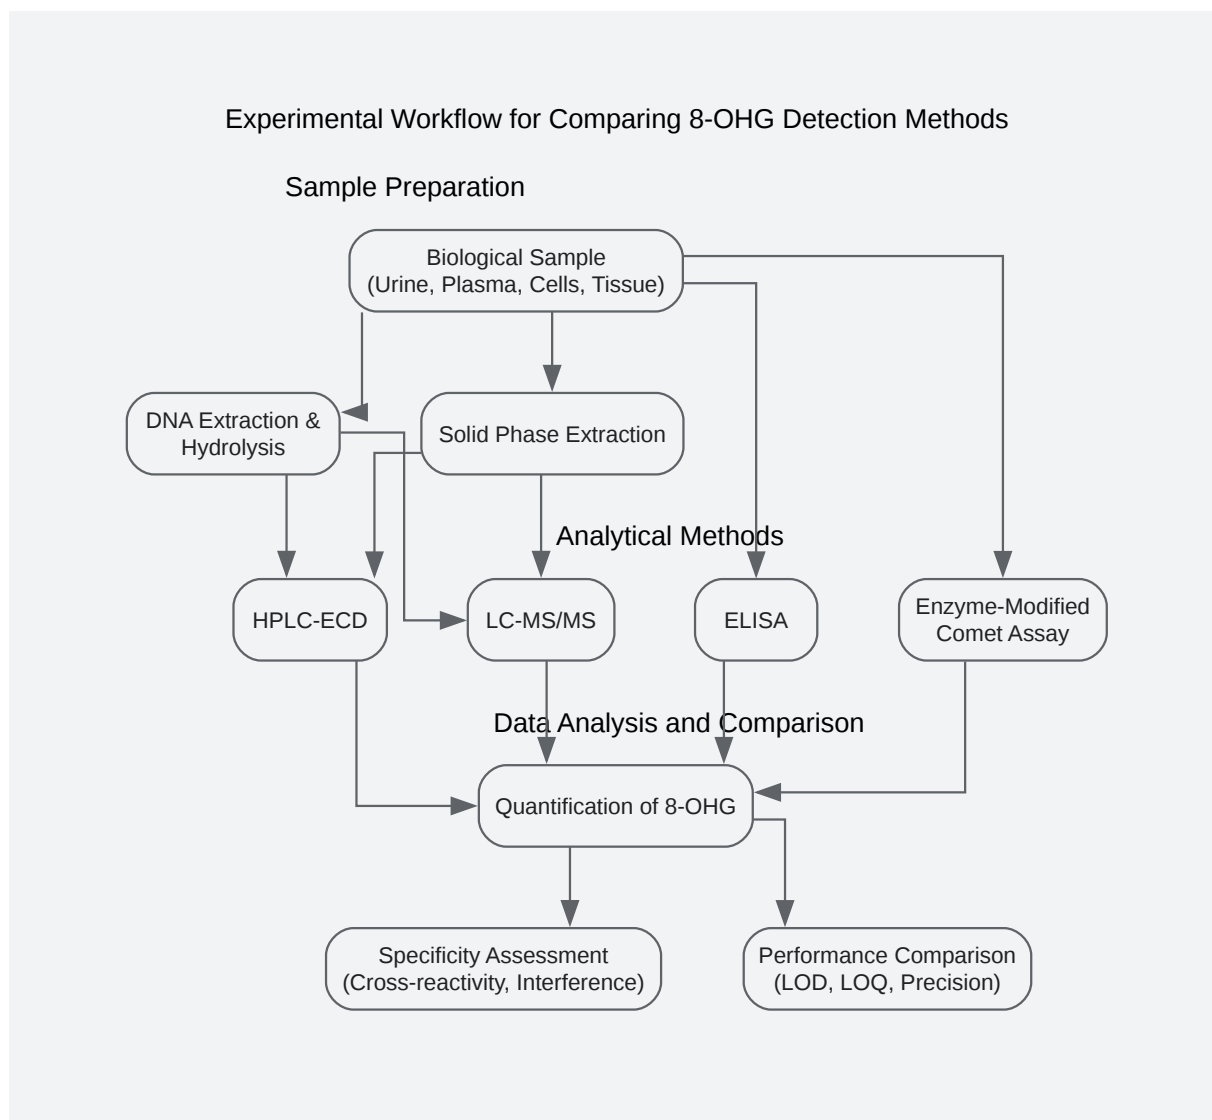 Experimental Workflow for Comparing 8-OHG Detection Methods
Sample Preparation
Biological Sample
(Urine, Plasma, Cells, Tissue)
DNA Extraction &
Hydrolysis
Solid Phase Extraction
Analytical Methods
HPLC-ECD
LC-MS/MS
ELISA
Enzyme-Modified
Comet Assay
Data Analysis and Comparison
Quantification of 8-OHG
Specificity Assessment
(Cross-reactivity, Interference)
Performance Comparison
(LOD, LOQ, Precision)